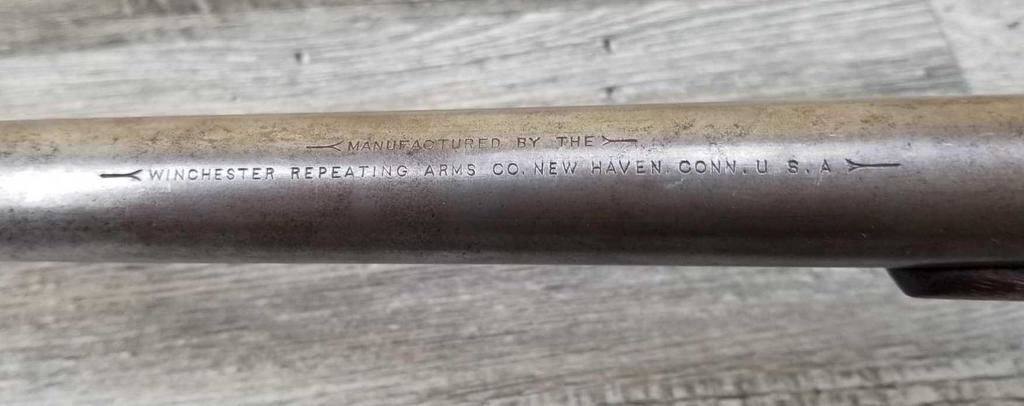 MANUFACTURED BY THE
WINCHESTER REPEATING ARMS CO. NEW HAVEN. CONN. U. S. A